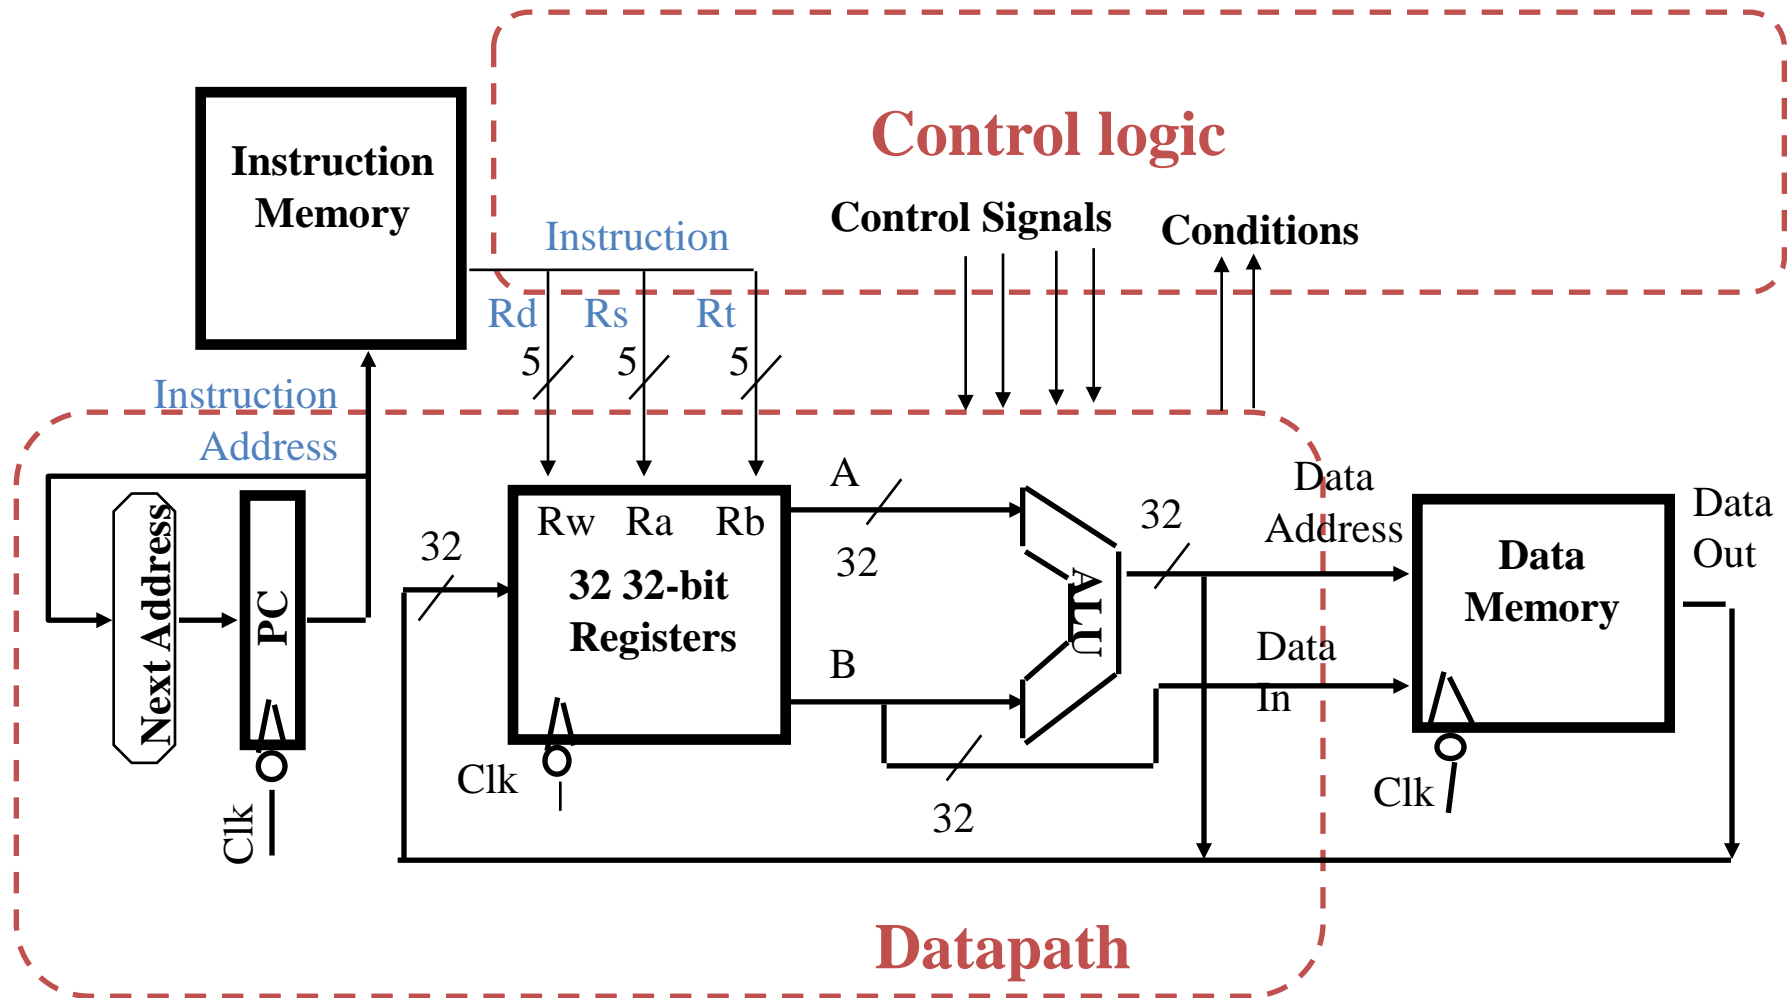 Control logic
Instruction
Memory
Control Signals
Conditions
Instruction
Rd
Rs
Rt
5
5
5
Instruction
Address
A
Data
Address
32
Data
Out
Rw
Ra
Rb
32
32
32 32-bit
Registers
Next Address
PC
ALU
Data
Memory
B
Data
In
Clk
Clk
Clk
32
Datapath